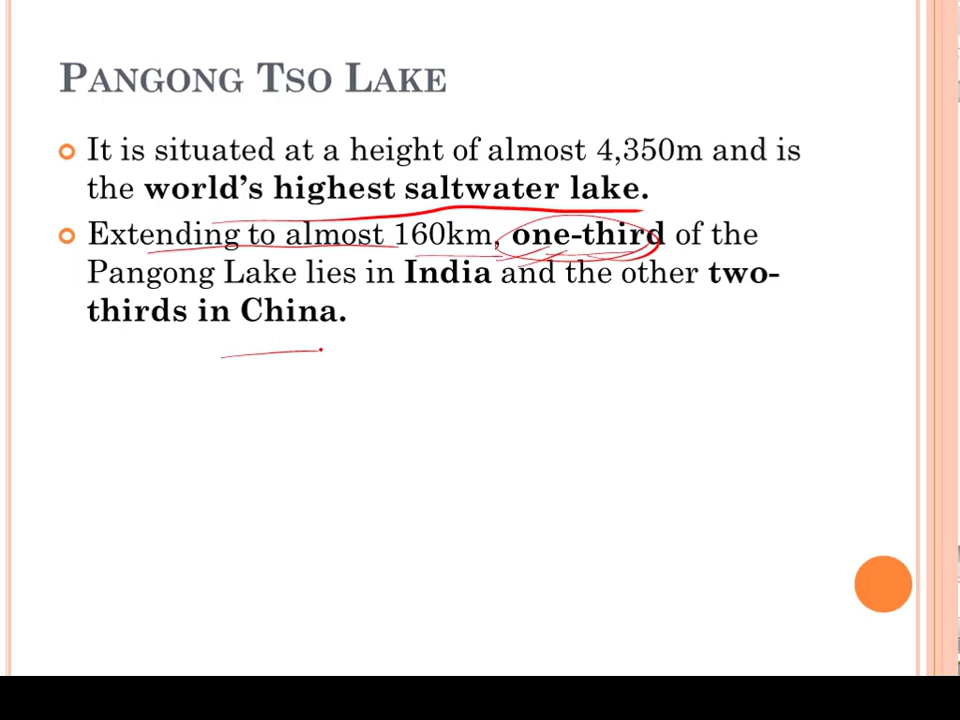 PANGONG TSO LAKE
It is situated at a height of almost 4,350m and is
the world's highest saltwater lake.
Extending to almost 160km, one-third of the
Pangong Lake lies in India and the other two-
thirds in China.